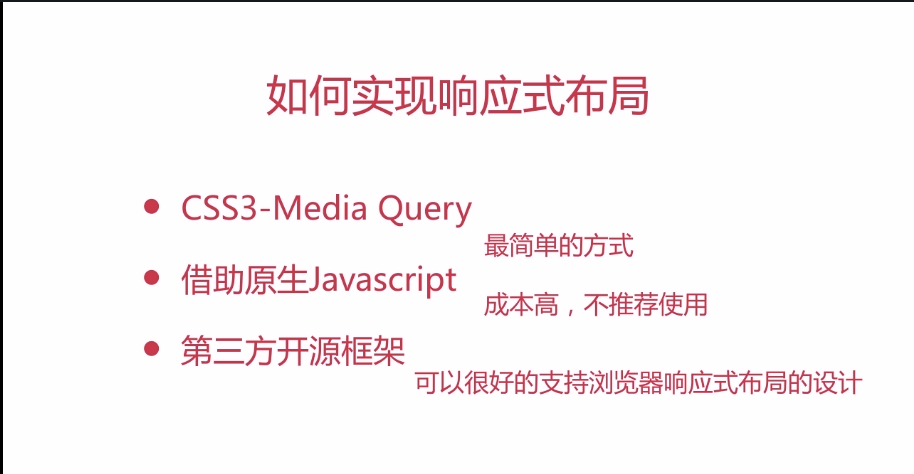 如何实现响应式布局
CSS3-Media Query
最简单的方式
借助原生Javascript
成本高，不推荐使用
第三方开源框架
可以很好的支持浏览器响应式布局的设计